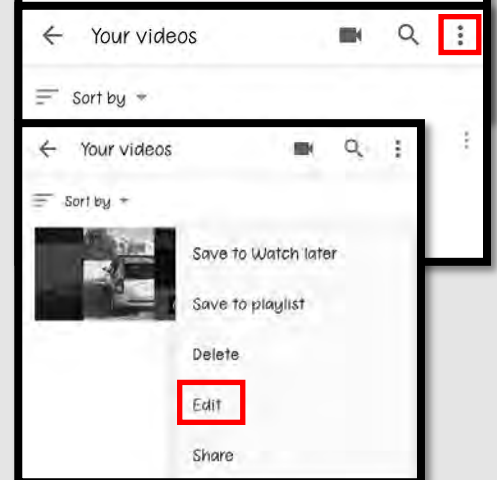 Your videos
Sort by
Your videos
Sort by
Save to Watch later
Save to playlist
Delete
Edit
Share